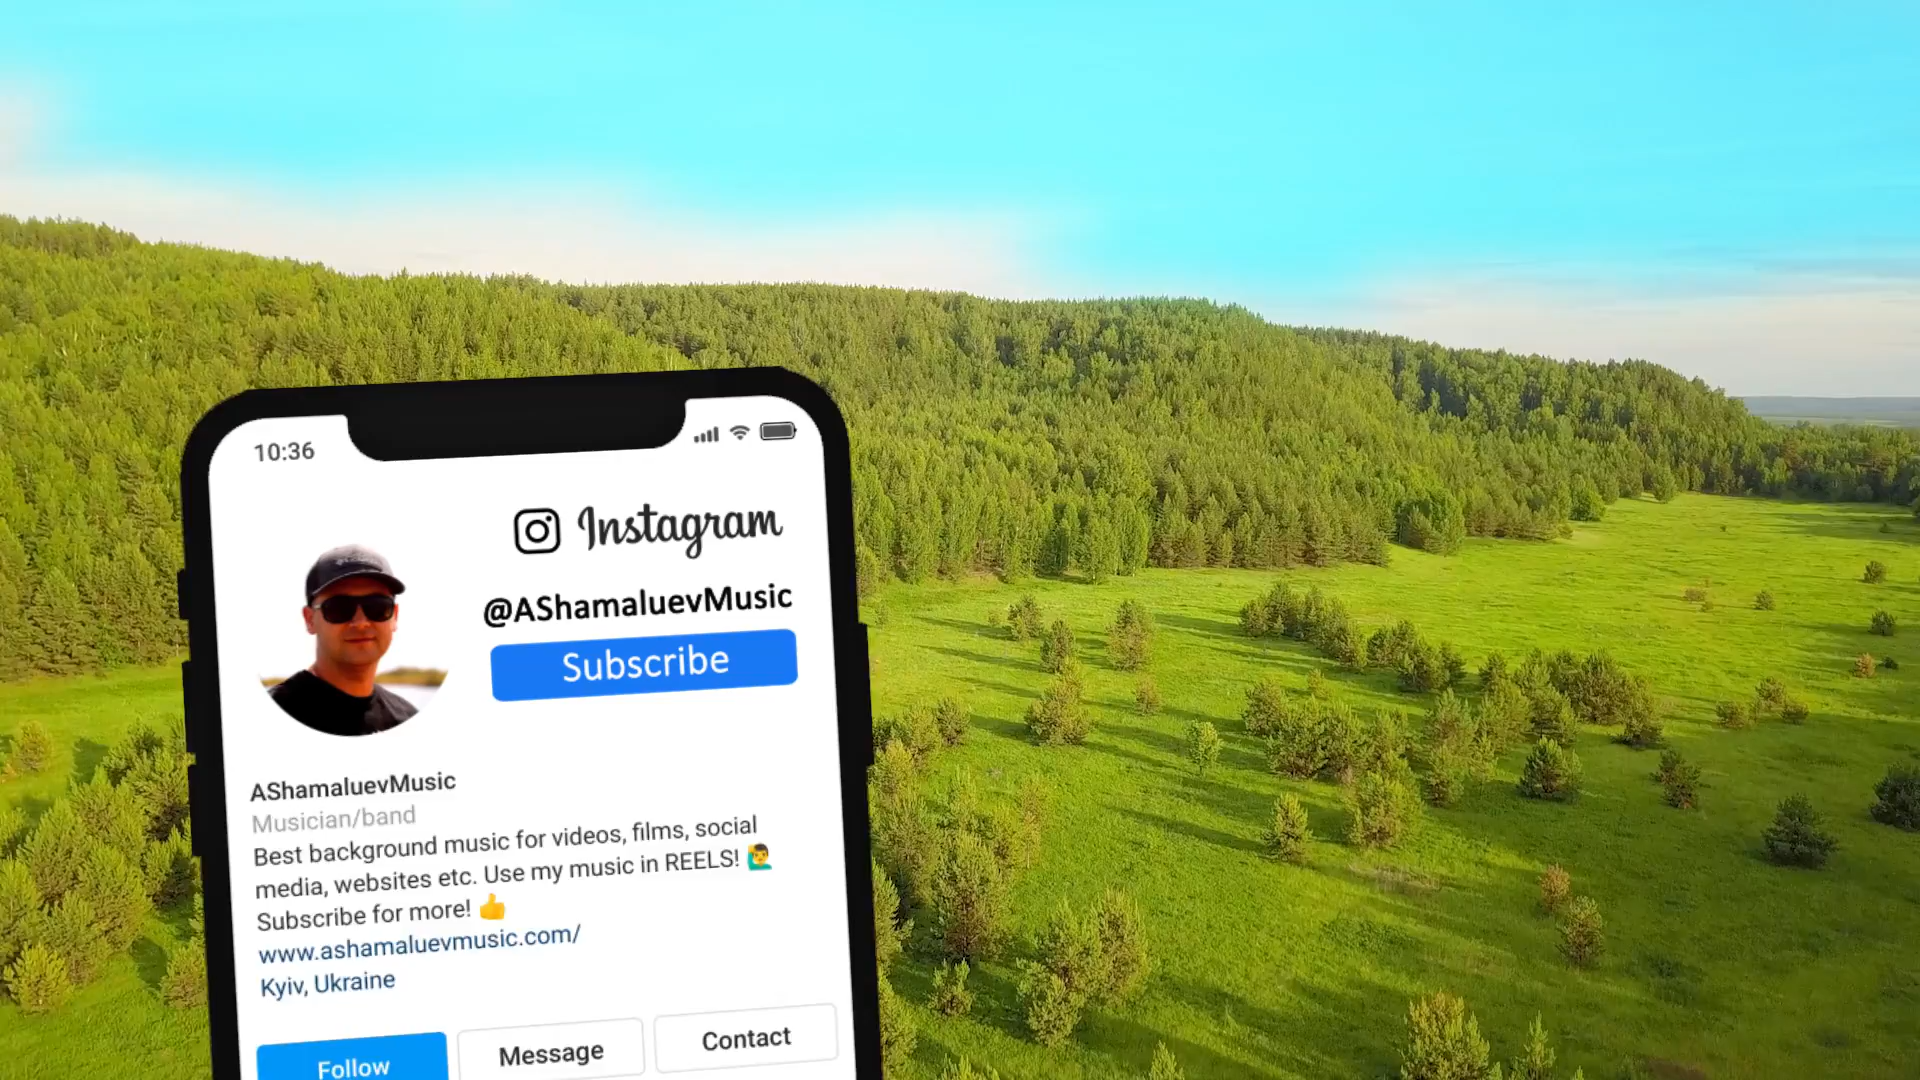 10:36
Instagram
@AShamaluevMusic
Subscribe
AShamaluevMusic
Musician/band
Best background music for videos, films, social
media, websites etc. Use my music in REELS! 🙋‍♂️
Subscribe for more! 👍
www.ashamaluevmusic.com/
Kyiv, Ukraine
Follow
Message
Contact